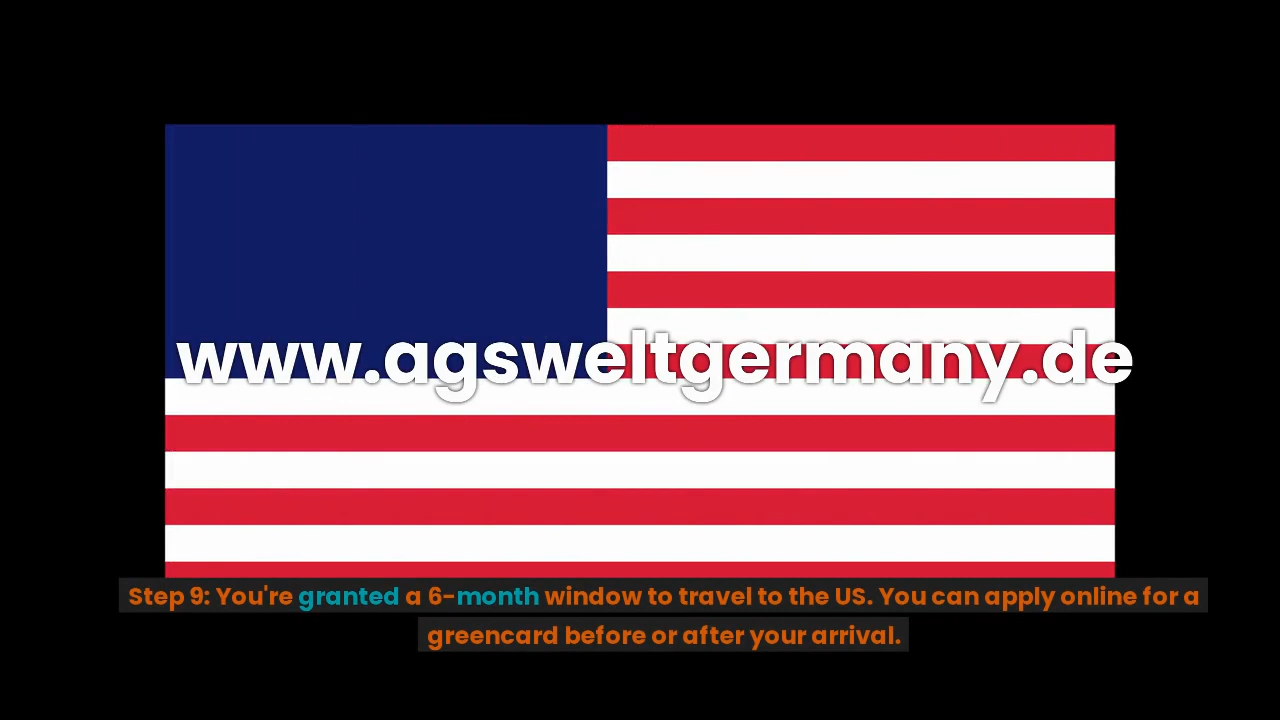 www.agsweltgermany.de
Step 9: You're granted a 6-month window to travel to the US. You can apply online for a
greencard before or after your arrival.